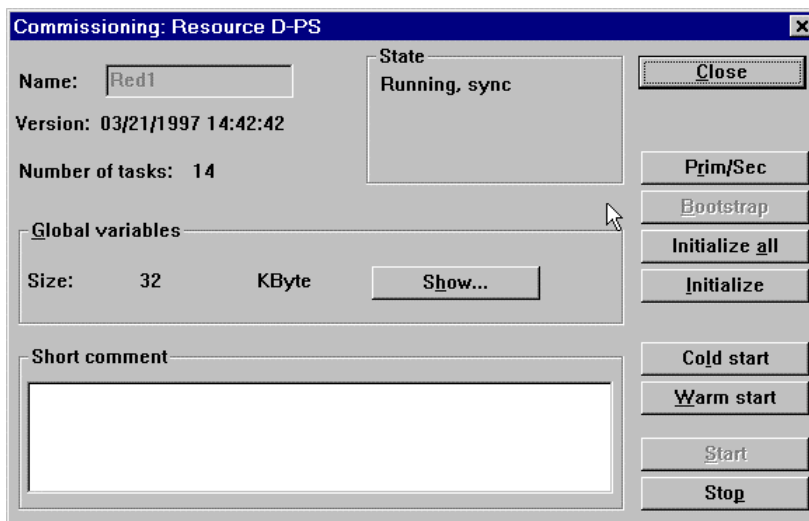 Commissioning: Resource D-PS
Name: Red1
Version: 03/21/1997 14:42:42
Number of tasks: 14
State
Running, sync
Global variables
Size: 32 KByte Show...
Short comment
Close
Prim/Sec
Bootstrap
Initialize all
Initialize
Cold start
Warm start
Start
Stop